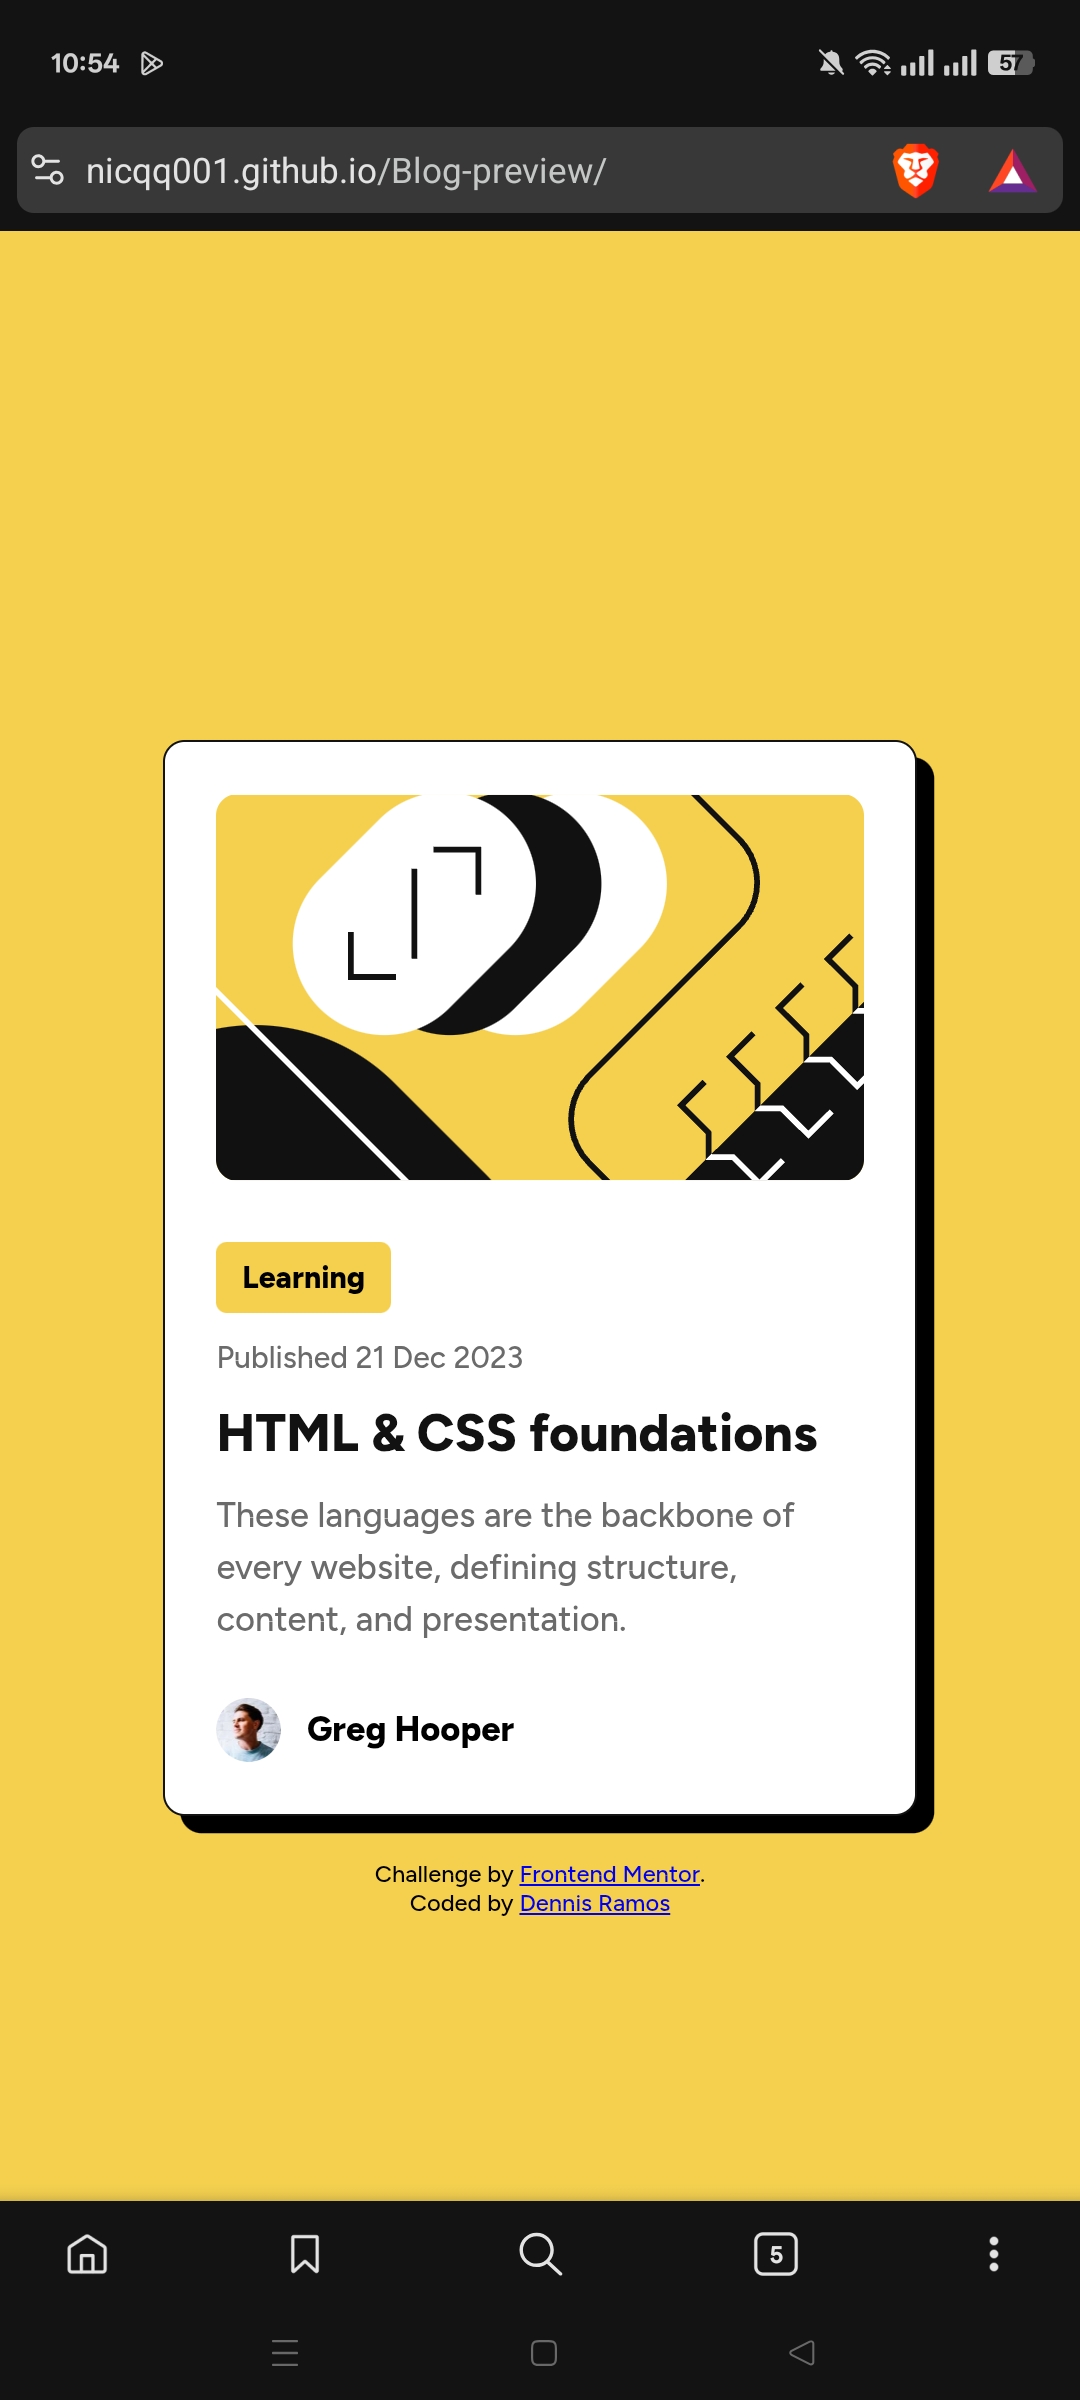 10:54
57
nicqq001.github.io/Blog-preview/
Learning
Published 21 Dec 2023
HTML & CSS foundations
These languages are the backbone of
every website, defining structure,
content, and presentation.
Greg Hooper
Challenge by Frontend Mentor.
Coded by Dennis Ramos
5